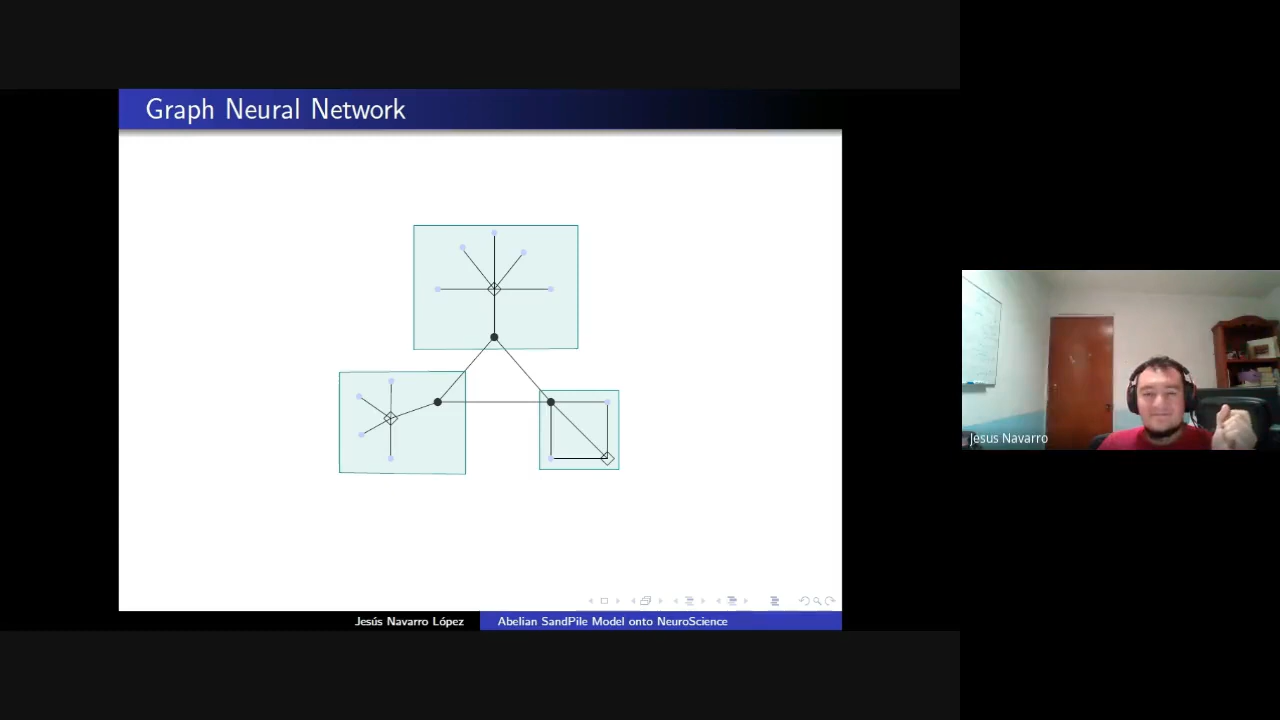 Graph Neural Network
Jesus Navarro
Jesús Navarro López
Abelian SandPile Model onto NeuroScience